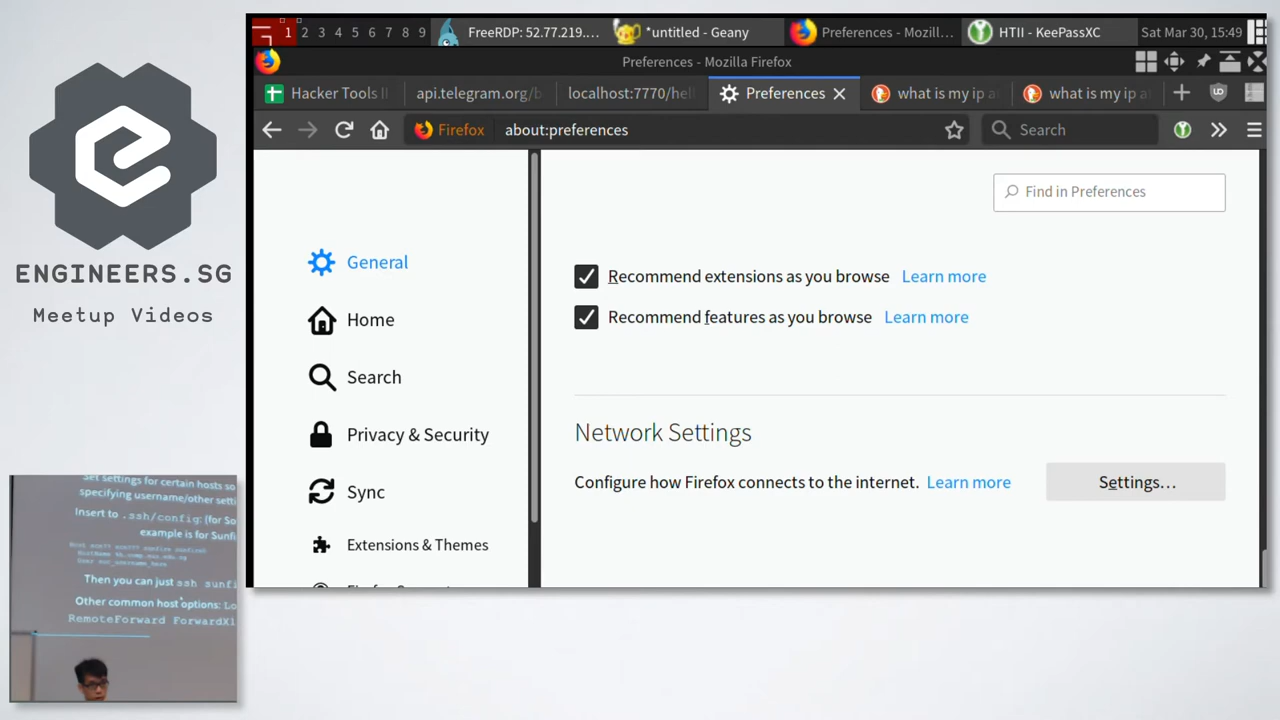 1 2 3 4 5 6 7 8 9 FreeRDP: 52.77.219.... *untitled - Geany Preferences - Mozill... HTII - KeePassXC Sat Mar 30, 15:49
Preferences - Mozilla Firefox
Hacker Tools II api.telegram.org/b localhost:7770/hell Preferences what is my ip a what is my ip a
Firefox about:preferences Search
Find in Preferences
General
Home
Search
Privacy & Security
Sync
Extensions & Themes
Recommend extensions as you browse Learn more
Recommend features as you browse Learn more
Network Settings
Configure how Firefox connects to the internet. Learn more Settings...
ENGINEERS.SG
Meetup Videos
Set settings for certain hosts so
specifying username/other setti
Insert to .ssh/config: (for So
example is for Sunfi
Then you can just ssh sunfi
Other common host options: Lo
RemoteForward ForwardX1